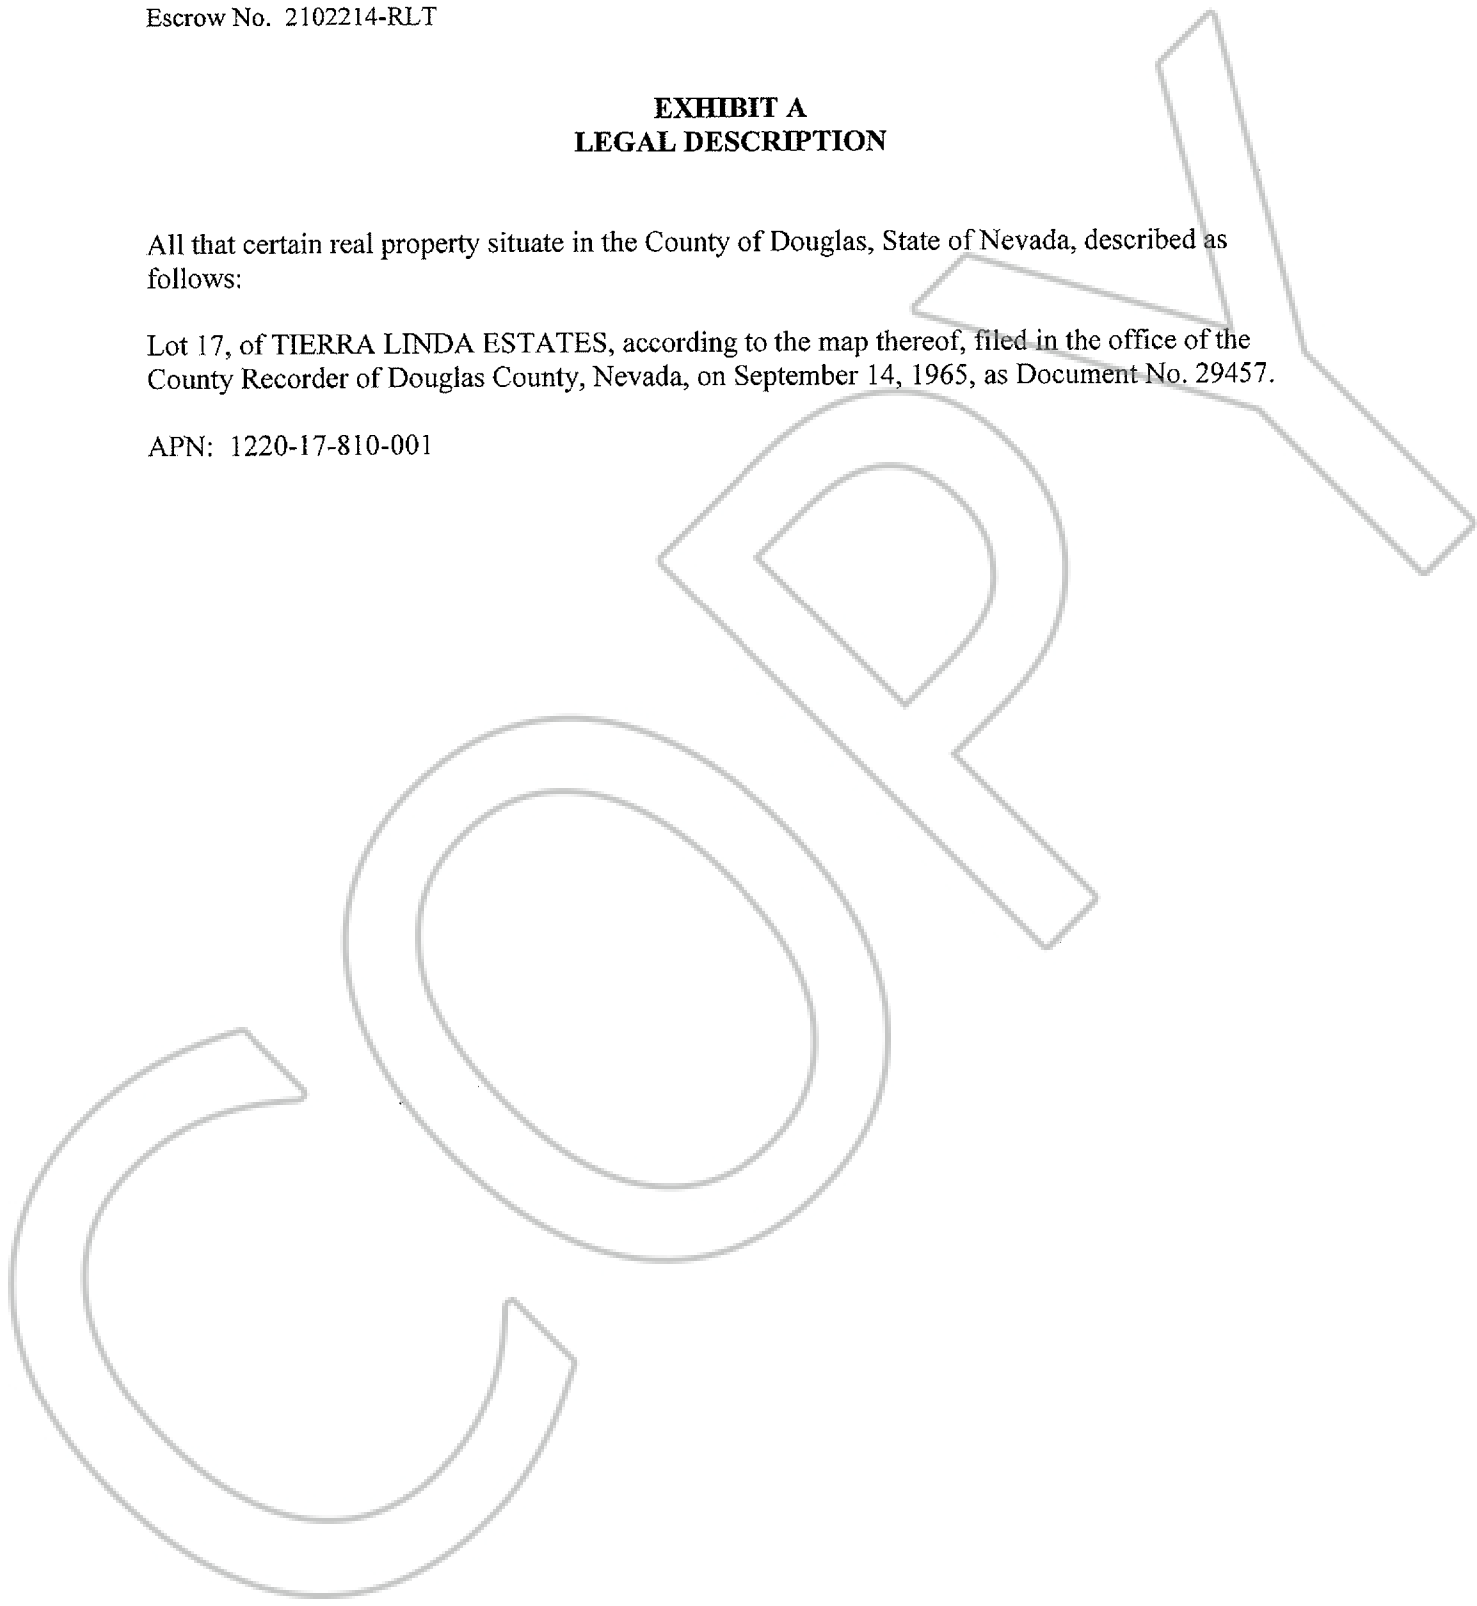 Escrow No. 2102214-RLT
EXHIBIT A
LEGAL DESCRIPTION
All that certain real property situate in the County of Douglas, State of Nevada, described as
follows:
Lot 17, of TIERRA LINDA ESTATES, according to the map thereof, filed in the office of the
County Recorder of Douglas County, Nevada, on September 14, 1965, as Document No. 29457.
APN: 1220-17-810-001
COPY